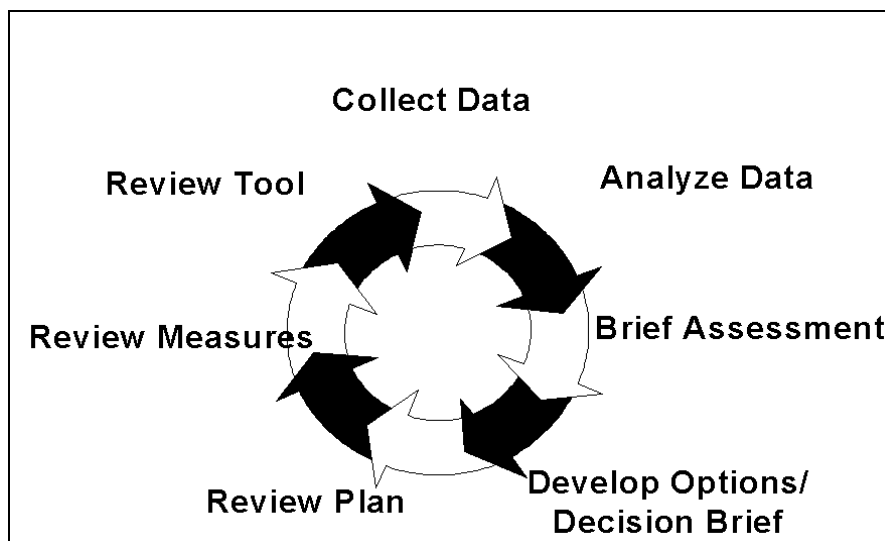 Collect Data
Review Tool
Analyze Data
Review Measures
Brief Assessment
Review Plan
Develop Options/
Decision Brief